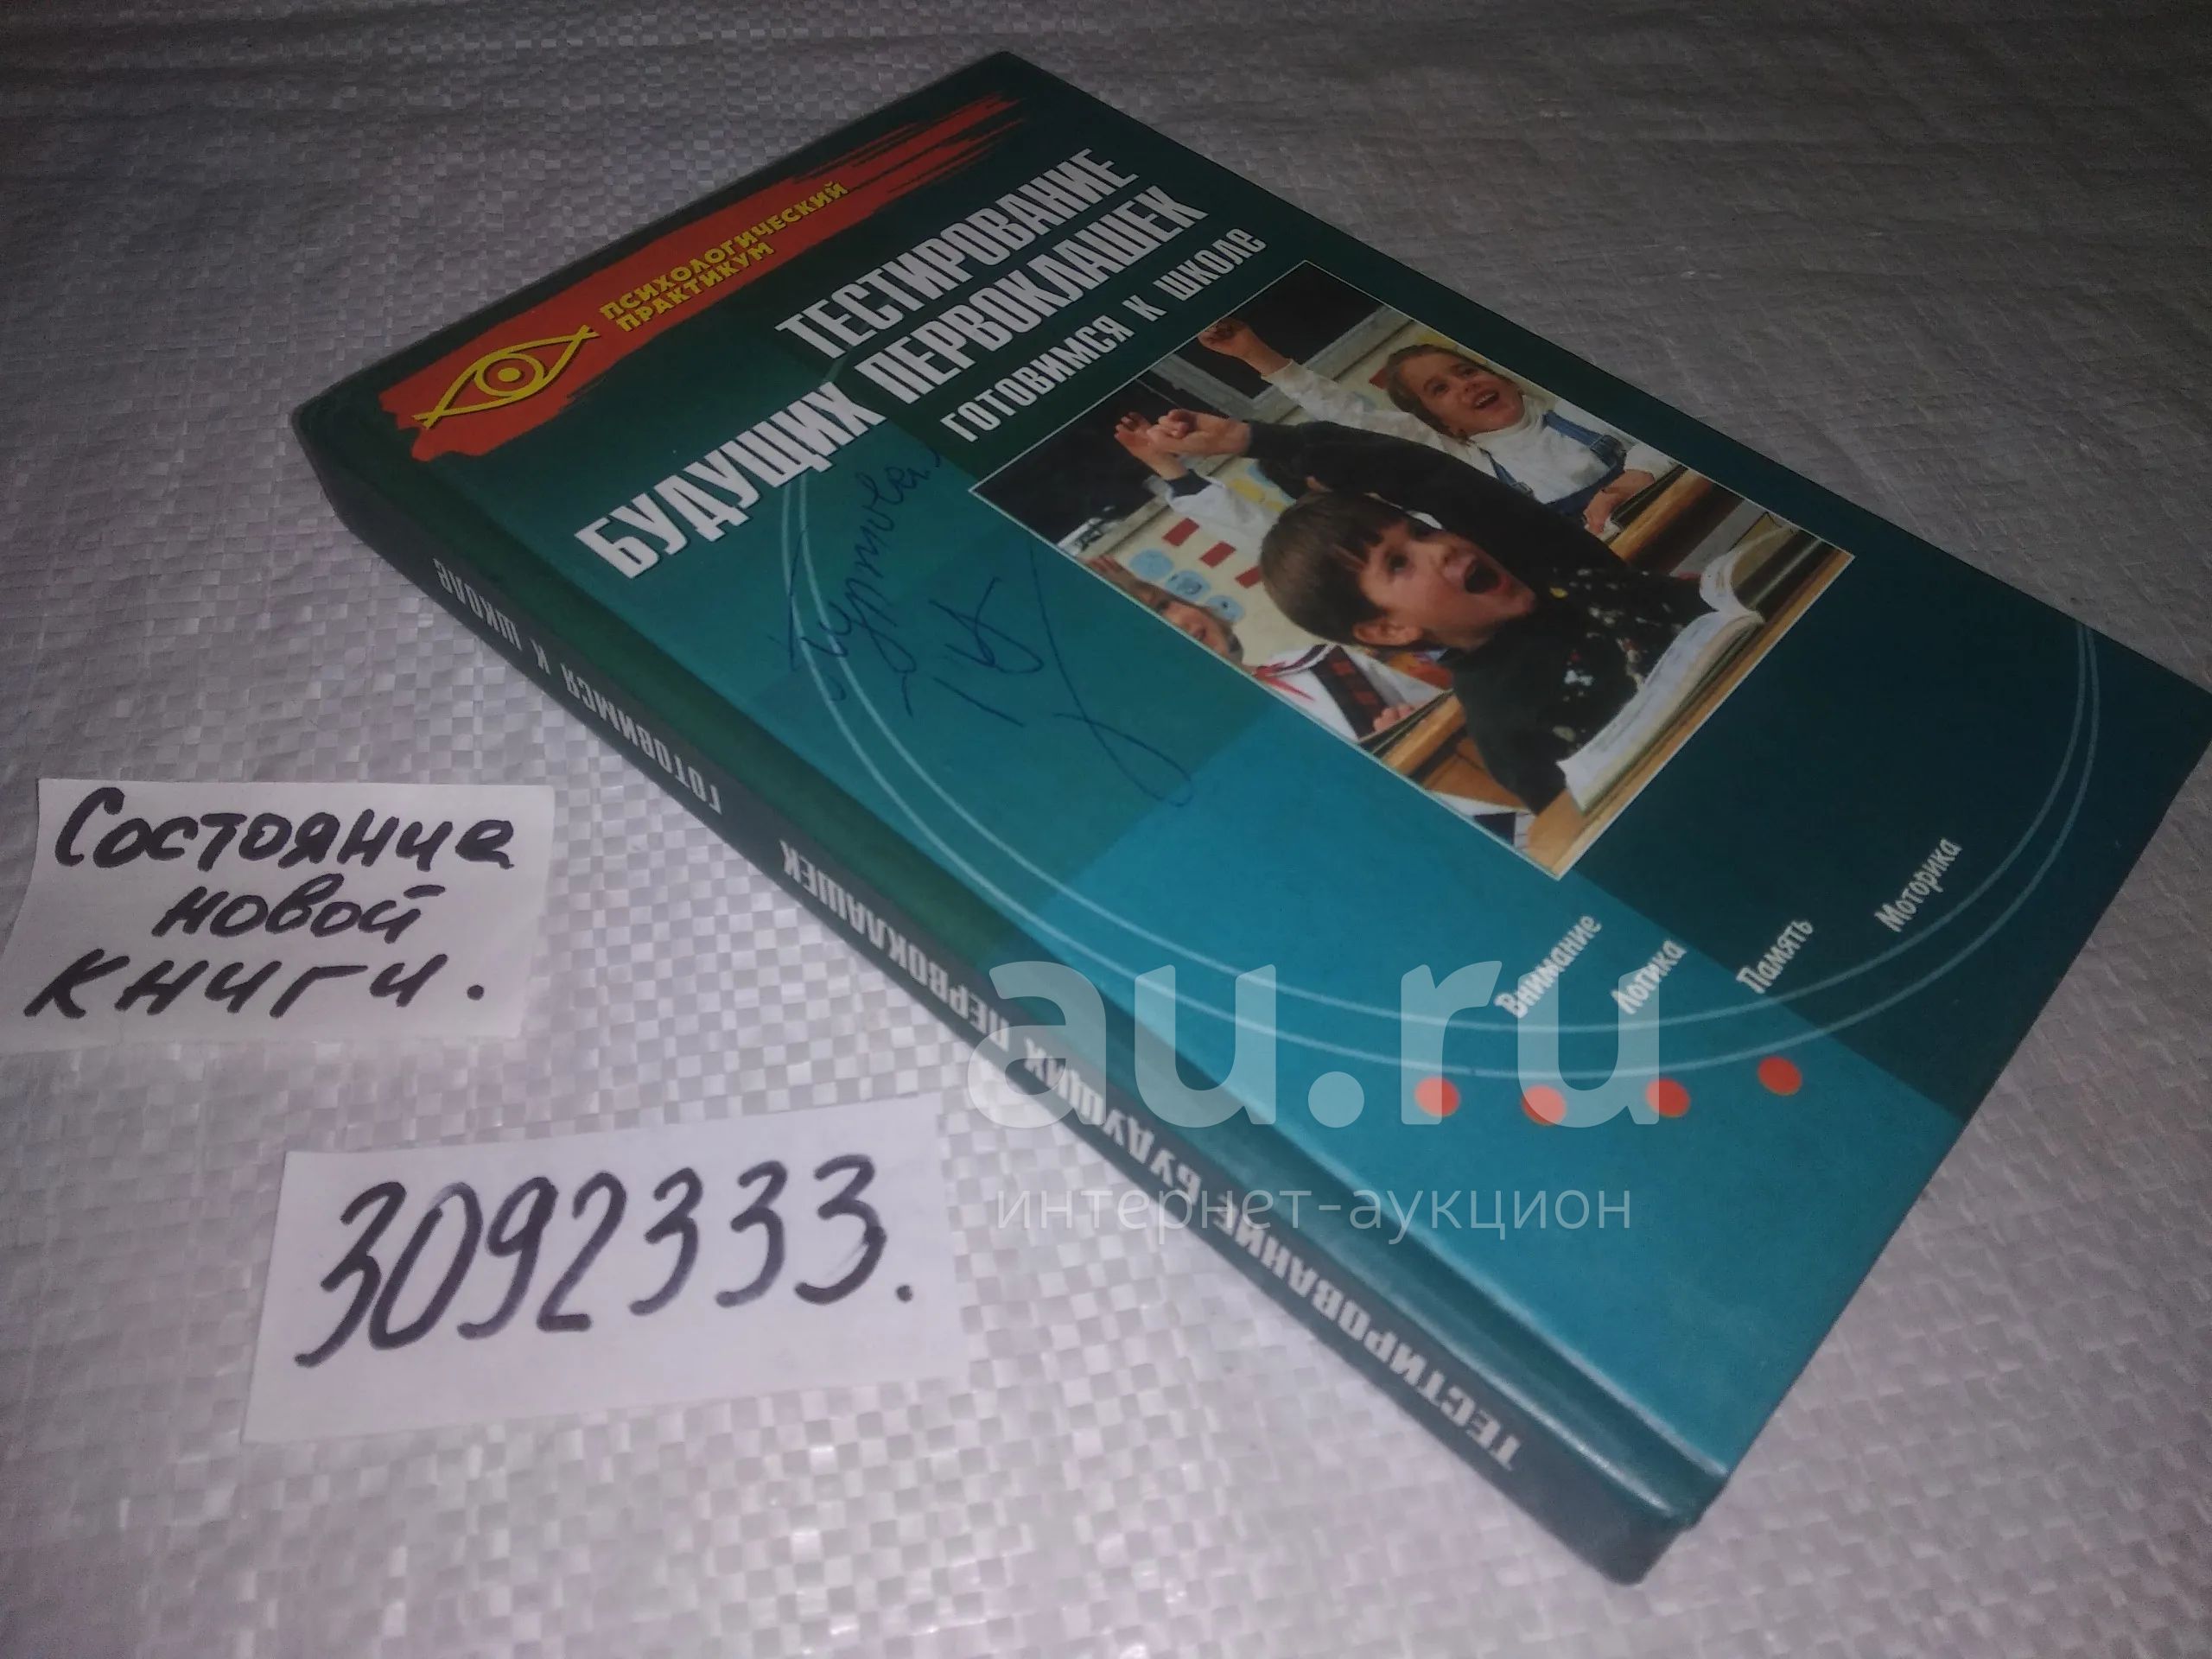 ПСИХОЛОГИЧЕСКИЙ
ПРАКТИКУМ
ТЕСТИРОВАНИЕ
БУДУЩИХ ПЕРВОКЛАШЕК
ГОТОВИМСЯ К ШКОЛЕ
Внимание
Логика
Память
Моторика
ТЕСТИРОВАНИЕ БУДУЩИХ ПЕРВОКЛАШЕК ГОТОВИМСЯ К ШКОЛЕ
Состояние
новой
книги.
3092333.
au.ru
интернет-аукцион